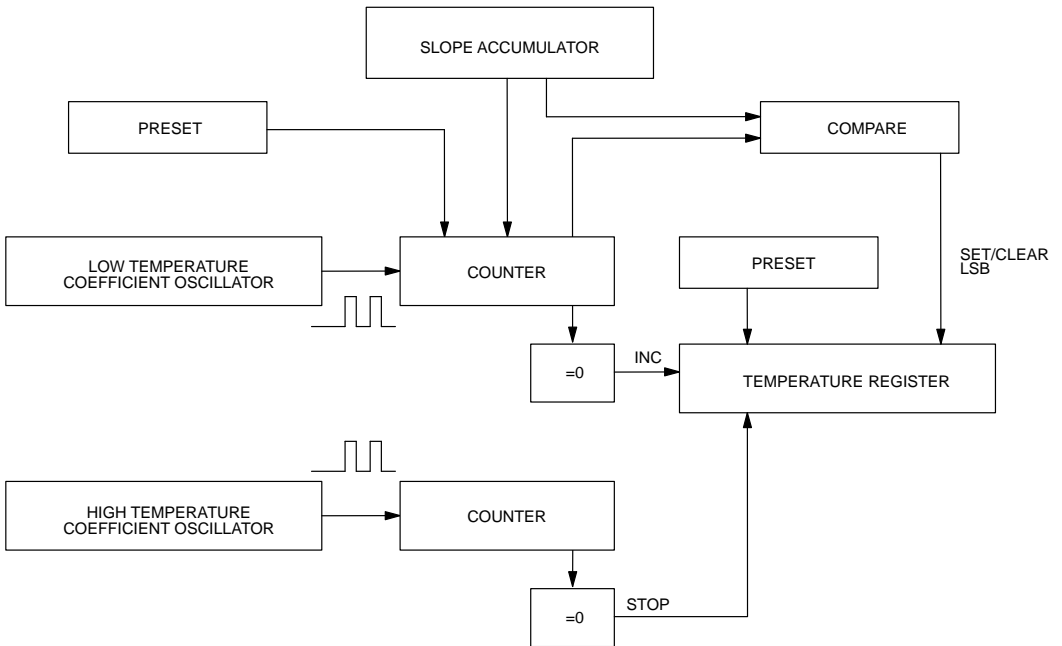 SLOPE ACCUMULATOR
PRESET
COMPARE
LOW TEMPERATURE
COEFFICIENT OSCILLATOR
COUNTER
PRESET
SET/CLEAR
LSB
=0
INC
TEMPERATURE REGISTER
HIGH TEMPERATURE
COEFFICIENT OSCILLATOR
COUNTER
=0
STOP